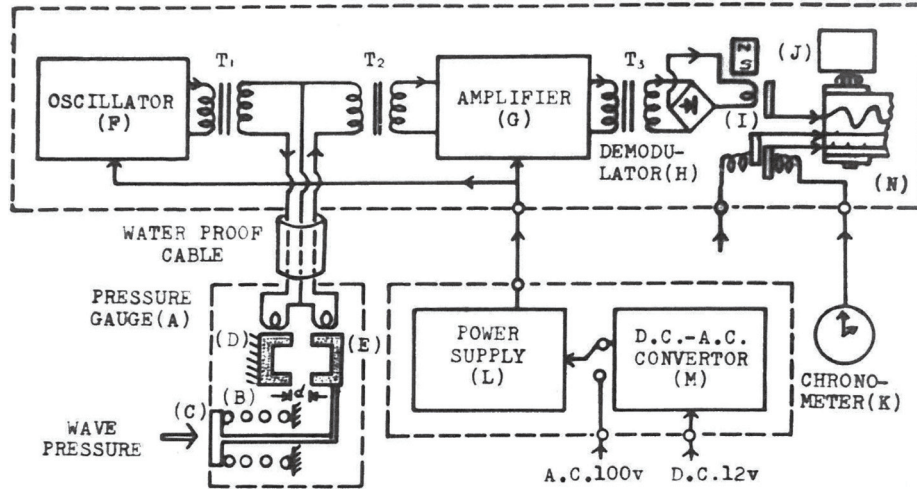 T₁
T₂
T₃
N
S
(J)
OSCILLATOR
(F)
AMPLIFIER
(G)
(I)
DEMODU-
LATOR(H)
(N)
WATER PROOF
CABLE
PRESSURE
GAUGE(A)
(D)
(E)
POWER
SUPPLY
(L)
D.C.-A.C.
CONVERTOR
(M)
(B)
d
(C)
CHRONO-
METER(K)
WAVE
PRESSURE
A.C.100v
D.C.12v